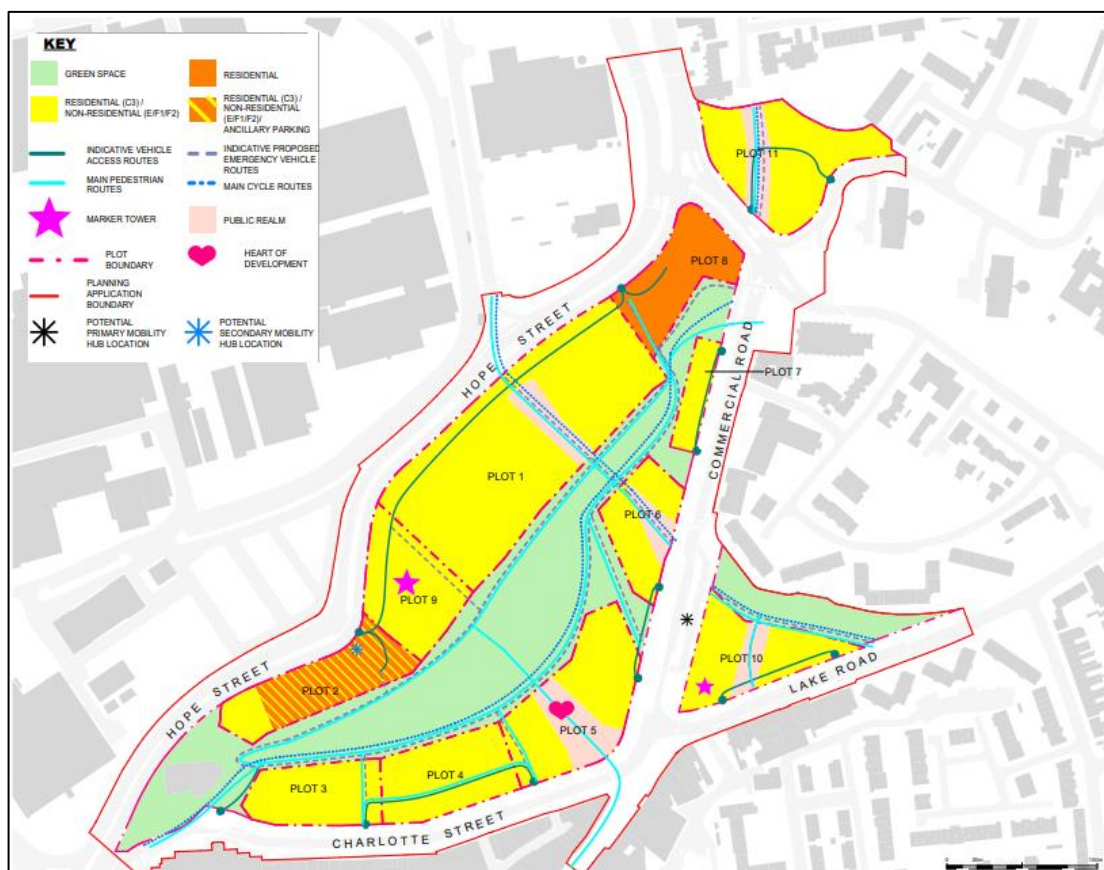 KEY
GREEN SPACE
RESIDENTIAL
RESIDENTIAL (C3) /
NON-RESIDENTIAL (E/F1/F2)
RESIDENTIAL (C3) /
NON-RESIDENTIAL
(E/F1/F2)/
ANCILLARY PARKING
INDICATIVE VEHICLE
ACCESS ROUTES
INDICATIVE PROPOSED
EMERGENCY VEHICLE
ROUTES
MAIN PEDESTRIAN
ROUTES
MAIN CYCLE ROUTES
MARKER TOWER
PUBLIC REALM
PLOT
BOUNDARY
HEART OF
DEVELOPMENT
PLANNING
APPLICATION
BOUNDARY
POTENTIAL
PRIMARY MOBILITY
HUB LOCATION
POTENTIAL
SECONDARY MOBILITY
HUB LOCATION
PLOT 11
PLOT 8
HOPE STREET
COMMERCIAL ROAD
PLOT 7
PLOT 1
PLOT 6
PLOT 9
PLOT 10
LAKE ROAD
HOPE STREET
PLOT 2
PLOT 5
PLOT 4
PLOT 3
CHARLOTTE STREET